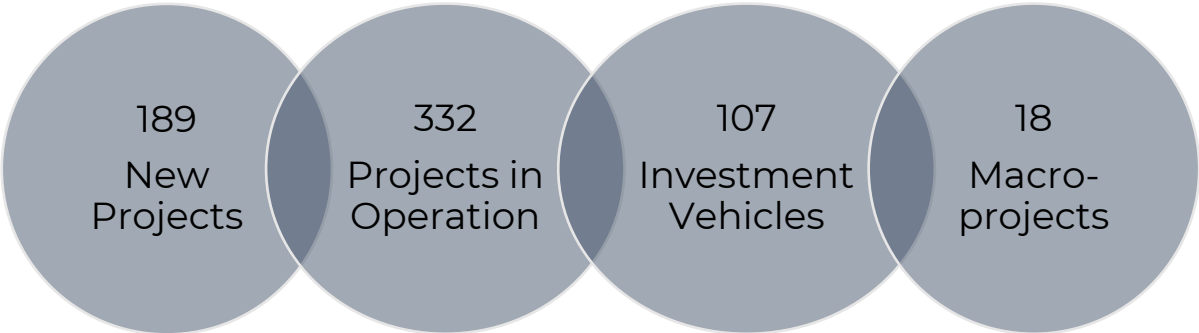 189
New
Projects
332
Projects in
Operation
107
Investment
Vehicles
18
Macro-
projects